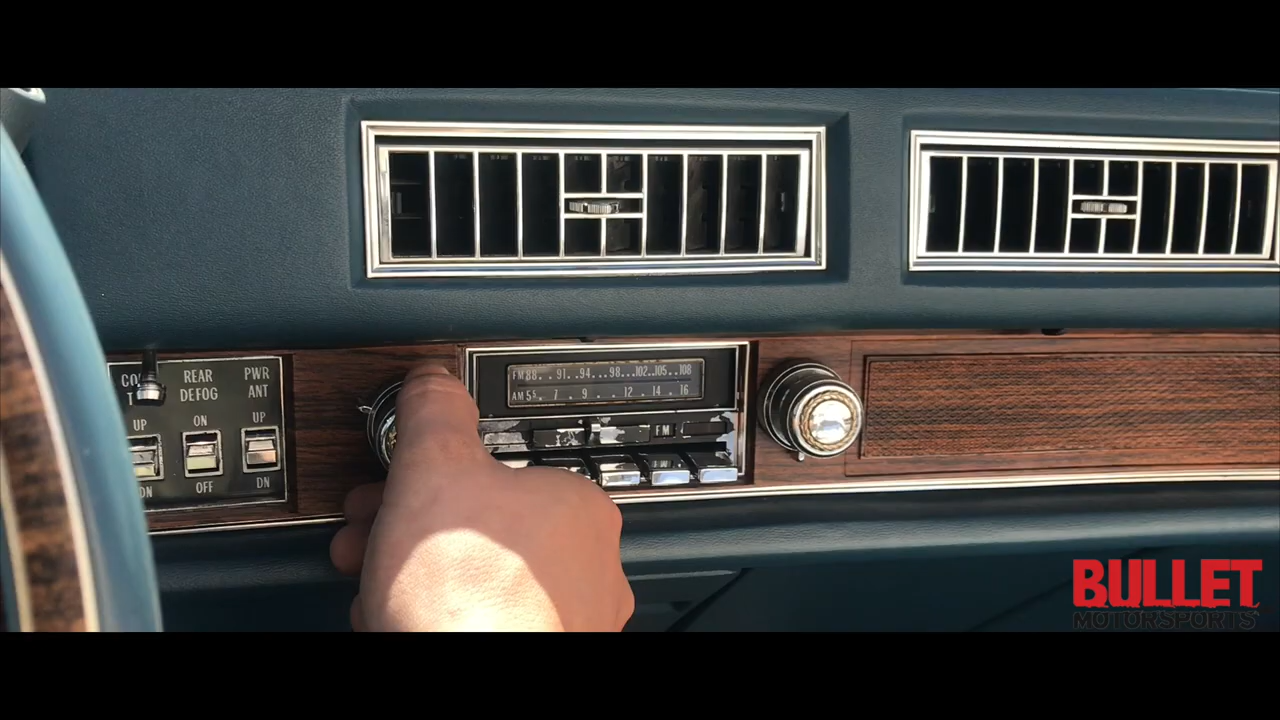 REAR
DEFOG
ON
OFF
PWR
ANT
UP
DN
UP
FM 88 .. 91 .. 94 ... 98 ... 102 .. 105 .. 108
AM 55 . 7 . 9 . . 12 . 14 . 16
FM
BULLET
MOTORSPORTS